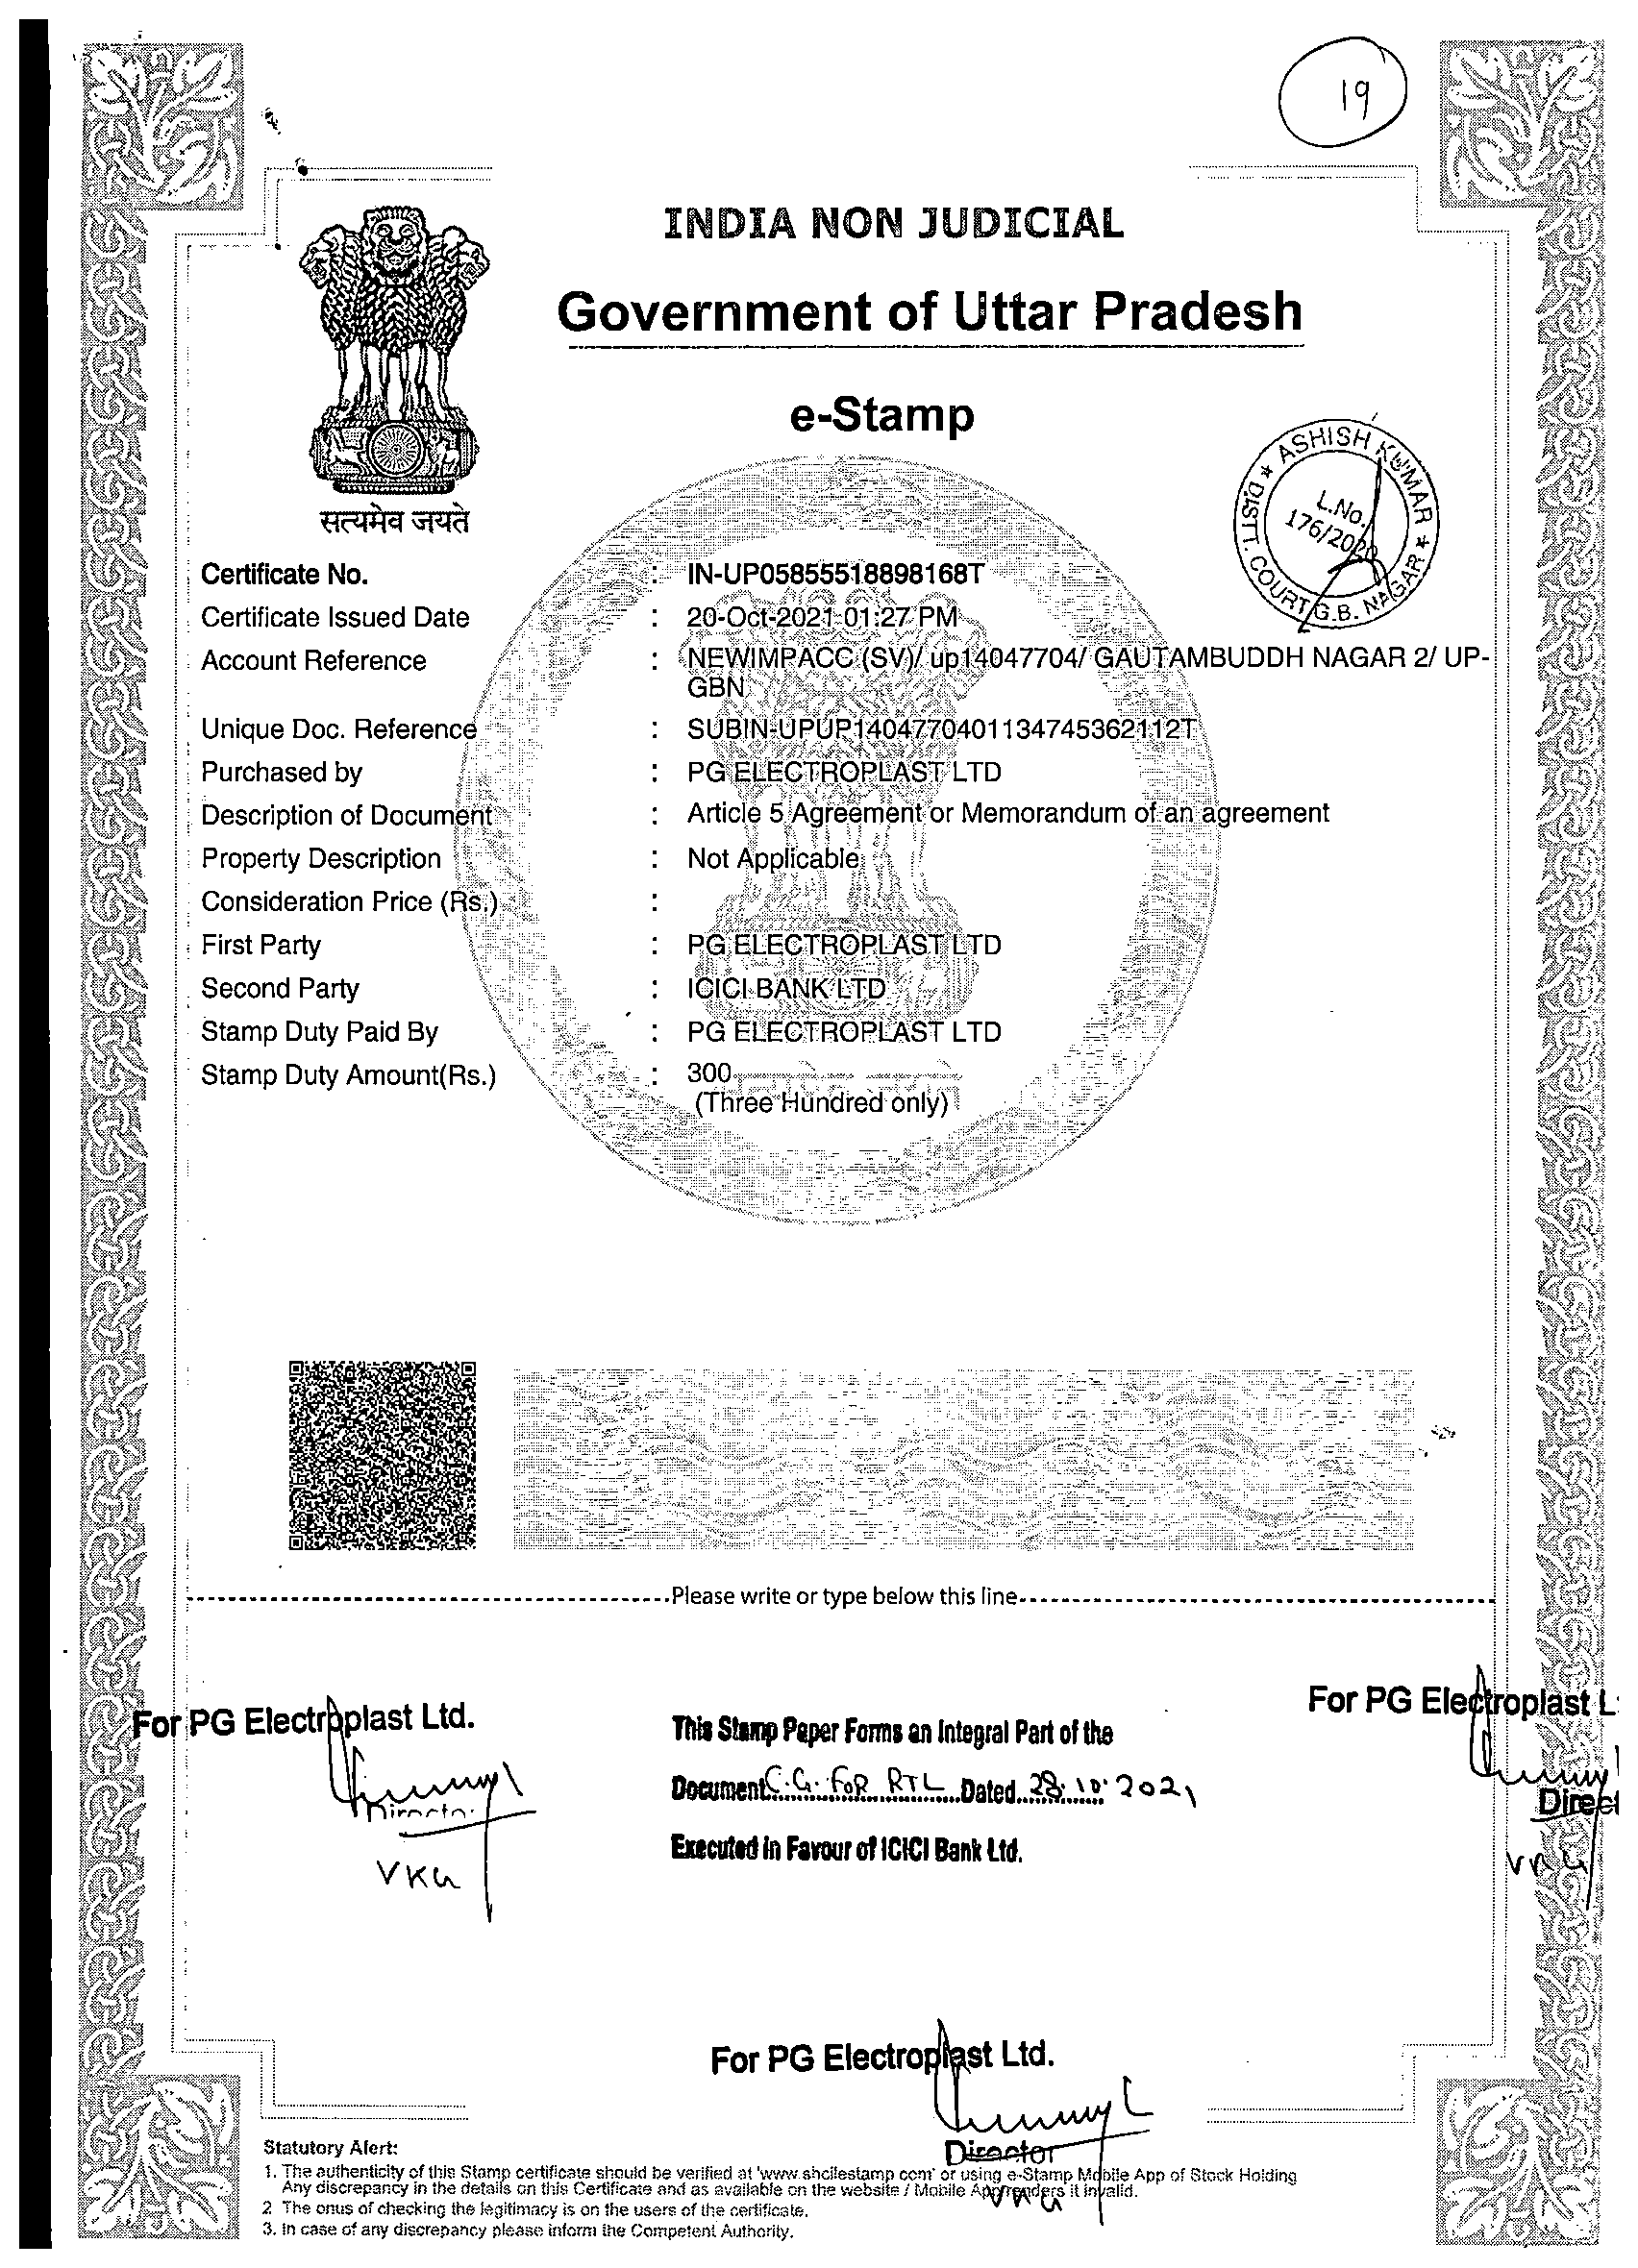 19
INDIA NON JUDICIAL
Government of Uttar Pradesh
e-Stamp
सत्यमेव जयते
ASHISH KUMAR
DISTT. COURT G.B. NAGAR
L.No.
176/2020
Certificate No. : IN-UP05855518898168T
Certificate Issued Date : 20-Oct-2021 01:27 PM
Account Reference : NEWIMPACC (SV)/ up14047704/ GAUTAMBUDDH NAGAR 2/ UP-
GBN
Unique Doc. Reference : SUBIN-UPUP1404770401134745362112T
Purchased by : PG ELECTROPLAST LTD
Description of Document : Article 5 Agreement or Memorandum of an agreement
Property Description : Not Applicable
Consideration Price (Rs.) :
First Party : PG ELECTROPLAST LTD
Second Party : ICICI BANK LTD
Stamp Duty Paid By : PG ELECTROPLAST LTD
Stamp Duty Amount(Rs.) : 300
(Three Hundred only)
Please write or type below this line
For PG Electroplast Ltd.
Director
VKG
This Stamp Paper Forms an Integral Part of the
Document C.G. FOR RTL Dated 28.10.2021
Executed in Favour of ICICI Bank Ltd.
For PG Electroplast L
Direct
VKG
For PG Electroplast Ltd.
Director
VKG
Statutory Alert:
1. The authenticity of this Stamp certificate should be verified at 'www.shcilestamp.com' or using e-Stamp Mobile App of Stock Holding
Any discrepancy in the details on this Certificate and as available on the website / Mobile App renders it invalid.
2. The onus of checking the legitimacy is on the users of the certificate.
3. In case of any discrepancy please inform the Competent Authority.